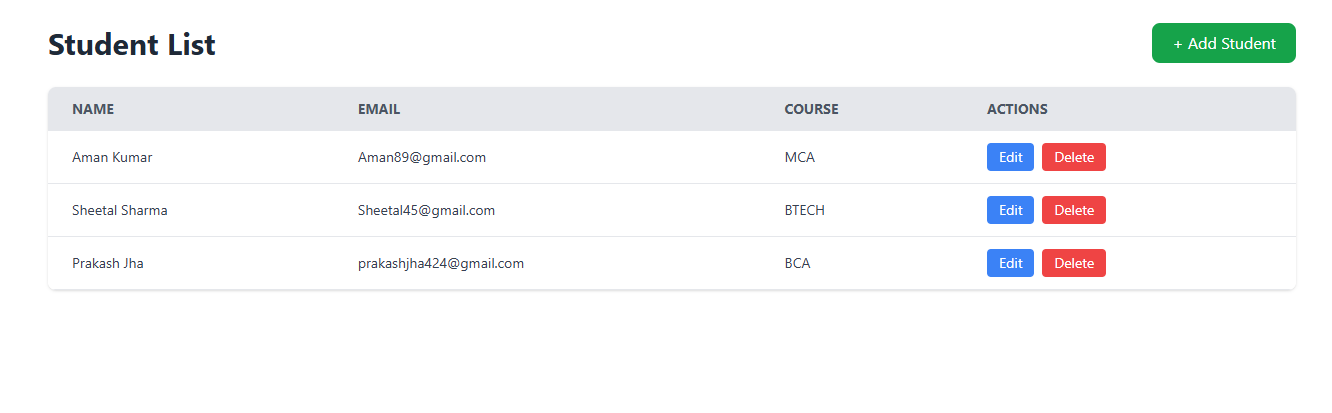 Student List
+ Add Student
NAME EMAIL COURSE ACTIONS
Aman Kumar Aman89@gmail.com MCA Edit Delete
Sheetal Sharma Sheetal45@gmail.com BTECH Edit Delete
Prakash Jha prakashjha424@gmail.com BCA Edit Delete